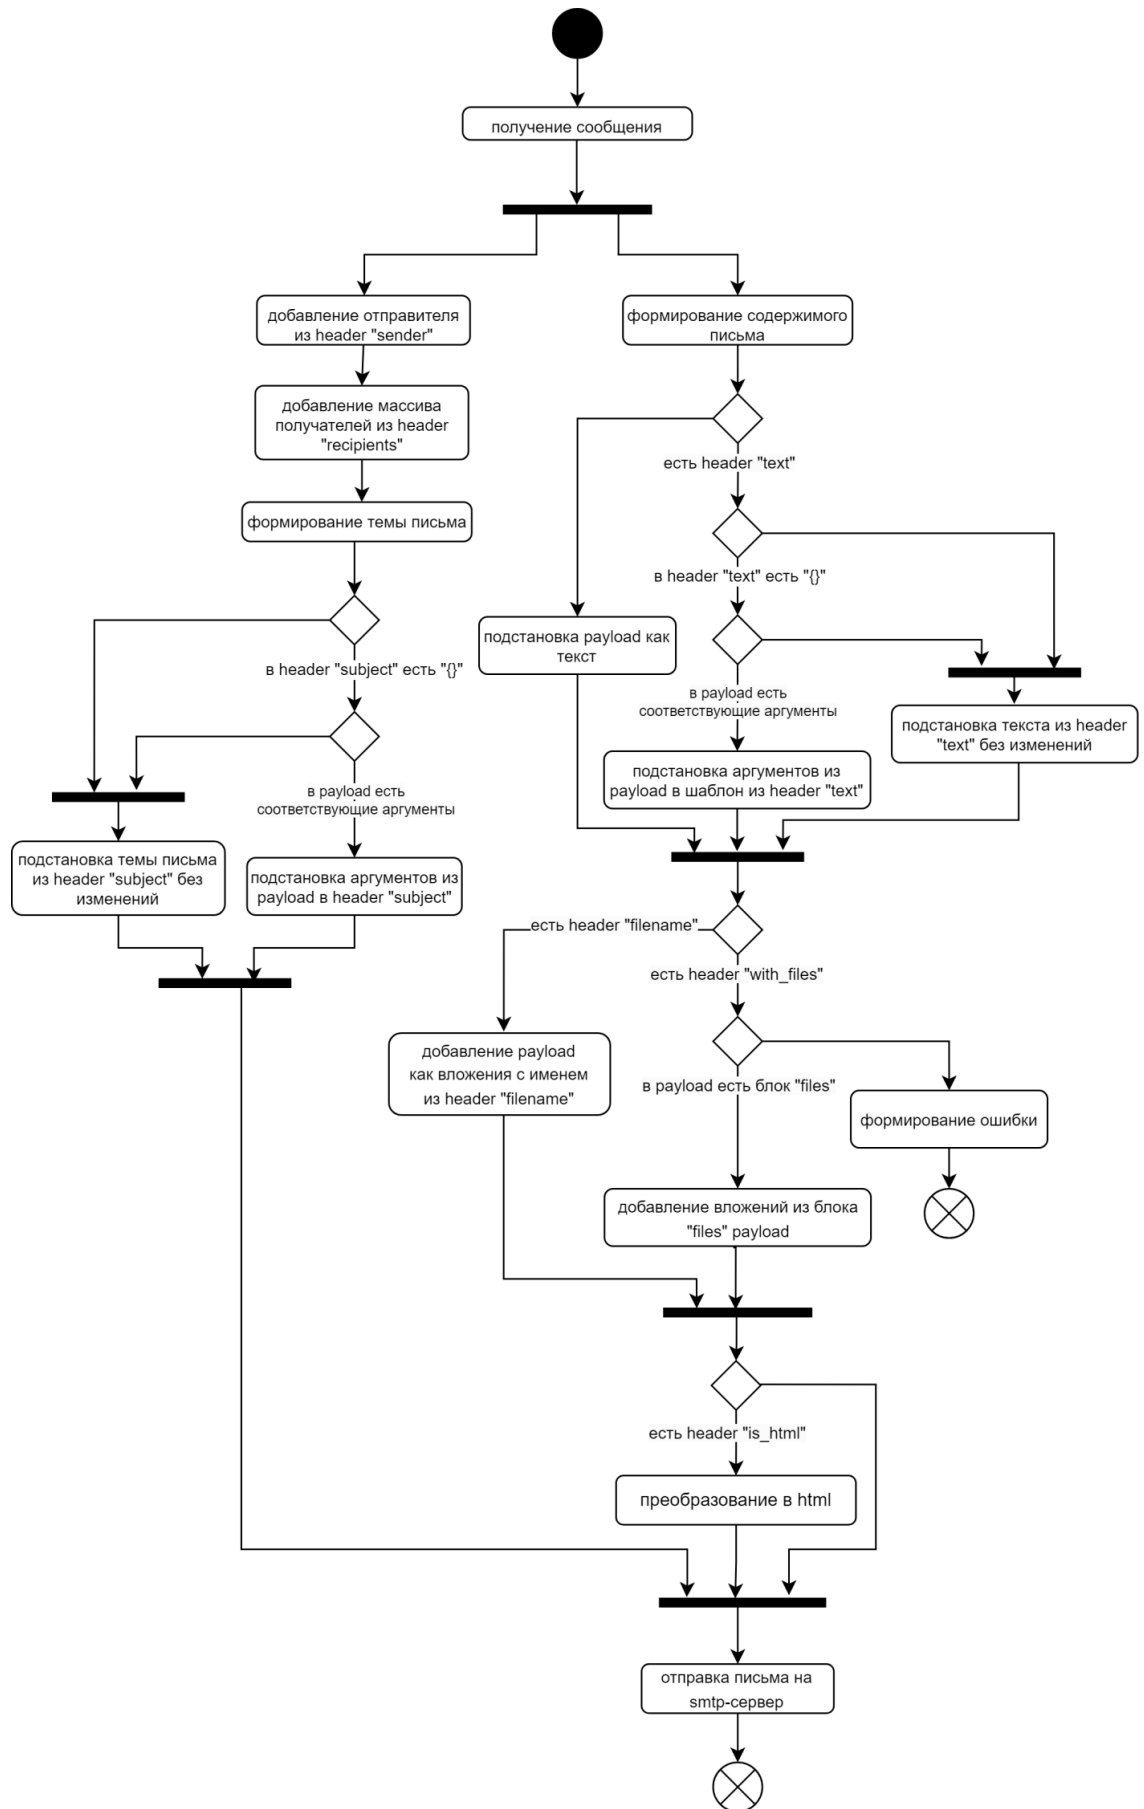 получение сообщения
добавление отправителя
из header "sender"
формирование содержимого
письма
добавление массива
получателей из header
"recipients"
есть header "text"
формирование темы письма
в header "text" есть "{}"
подстановка payload как
текст
в header "subject" есть "{}"
в payload есть
соответствующие аргументы
подстановка текста из header
"text" без изменений
подстановка аргументов из
payload в шаблон из header "text"
в payload есть
соответствующие аргументы
подстановка темы письма
из header "subject" без
изменений
подстановка аргументов из
payload в header "subject"
есть header "filename"
есть header "with_files"
добавление payload
как вложения с именем
из header "filename"
в payload есть блок "files"
формирование ошибки
добавление вложений из блока
"files" payload
есть header "is_html"
преобразование в html
отправка письма на
smtp-сервер